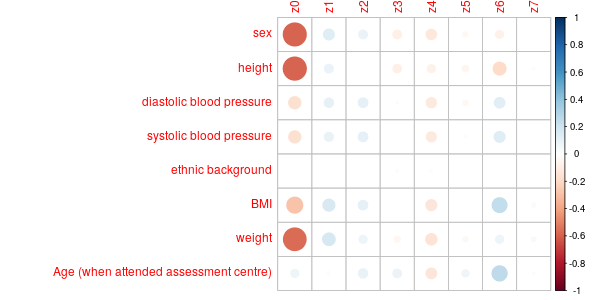 z0 z1 z2 z3 z4 z5 z6 z7
sex
height
diastolic blood pressure
systolic blood pressure
ethnic background
BMI
weight
Age (when attended assessment centre)
1
0.8
0.6
0.4
0.2
0
-0.2
-0.4
-0.6
-0.8
-1